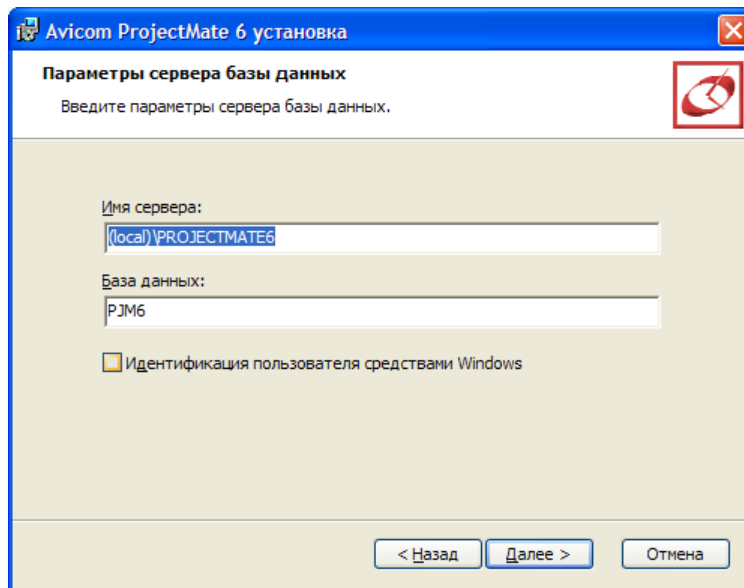 Avicom ProjectMate 6 установка
Параметры сервера базы данных
Введите параметры сервера базы данных.
Имя сервера:
(local)\PROJECTMATE6
База данных:
PJM6
Идентификация пользователя средствами Windows
< Назад Далее > Отмена